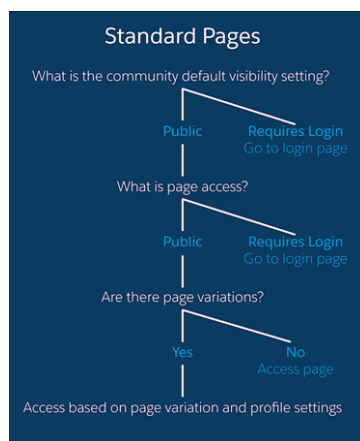 Standard Pages
What is the community default visibility setting?
Public
Requires Login
Go to login page
What is page access?
Public
Requires Login
Go to login page
Are there page variations?
Yes
No
Access page
Access based on page variation and profile settings